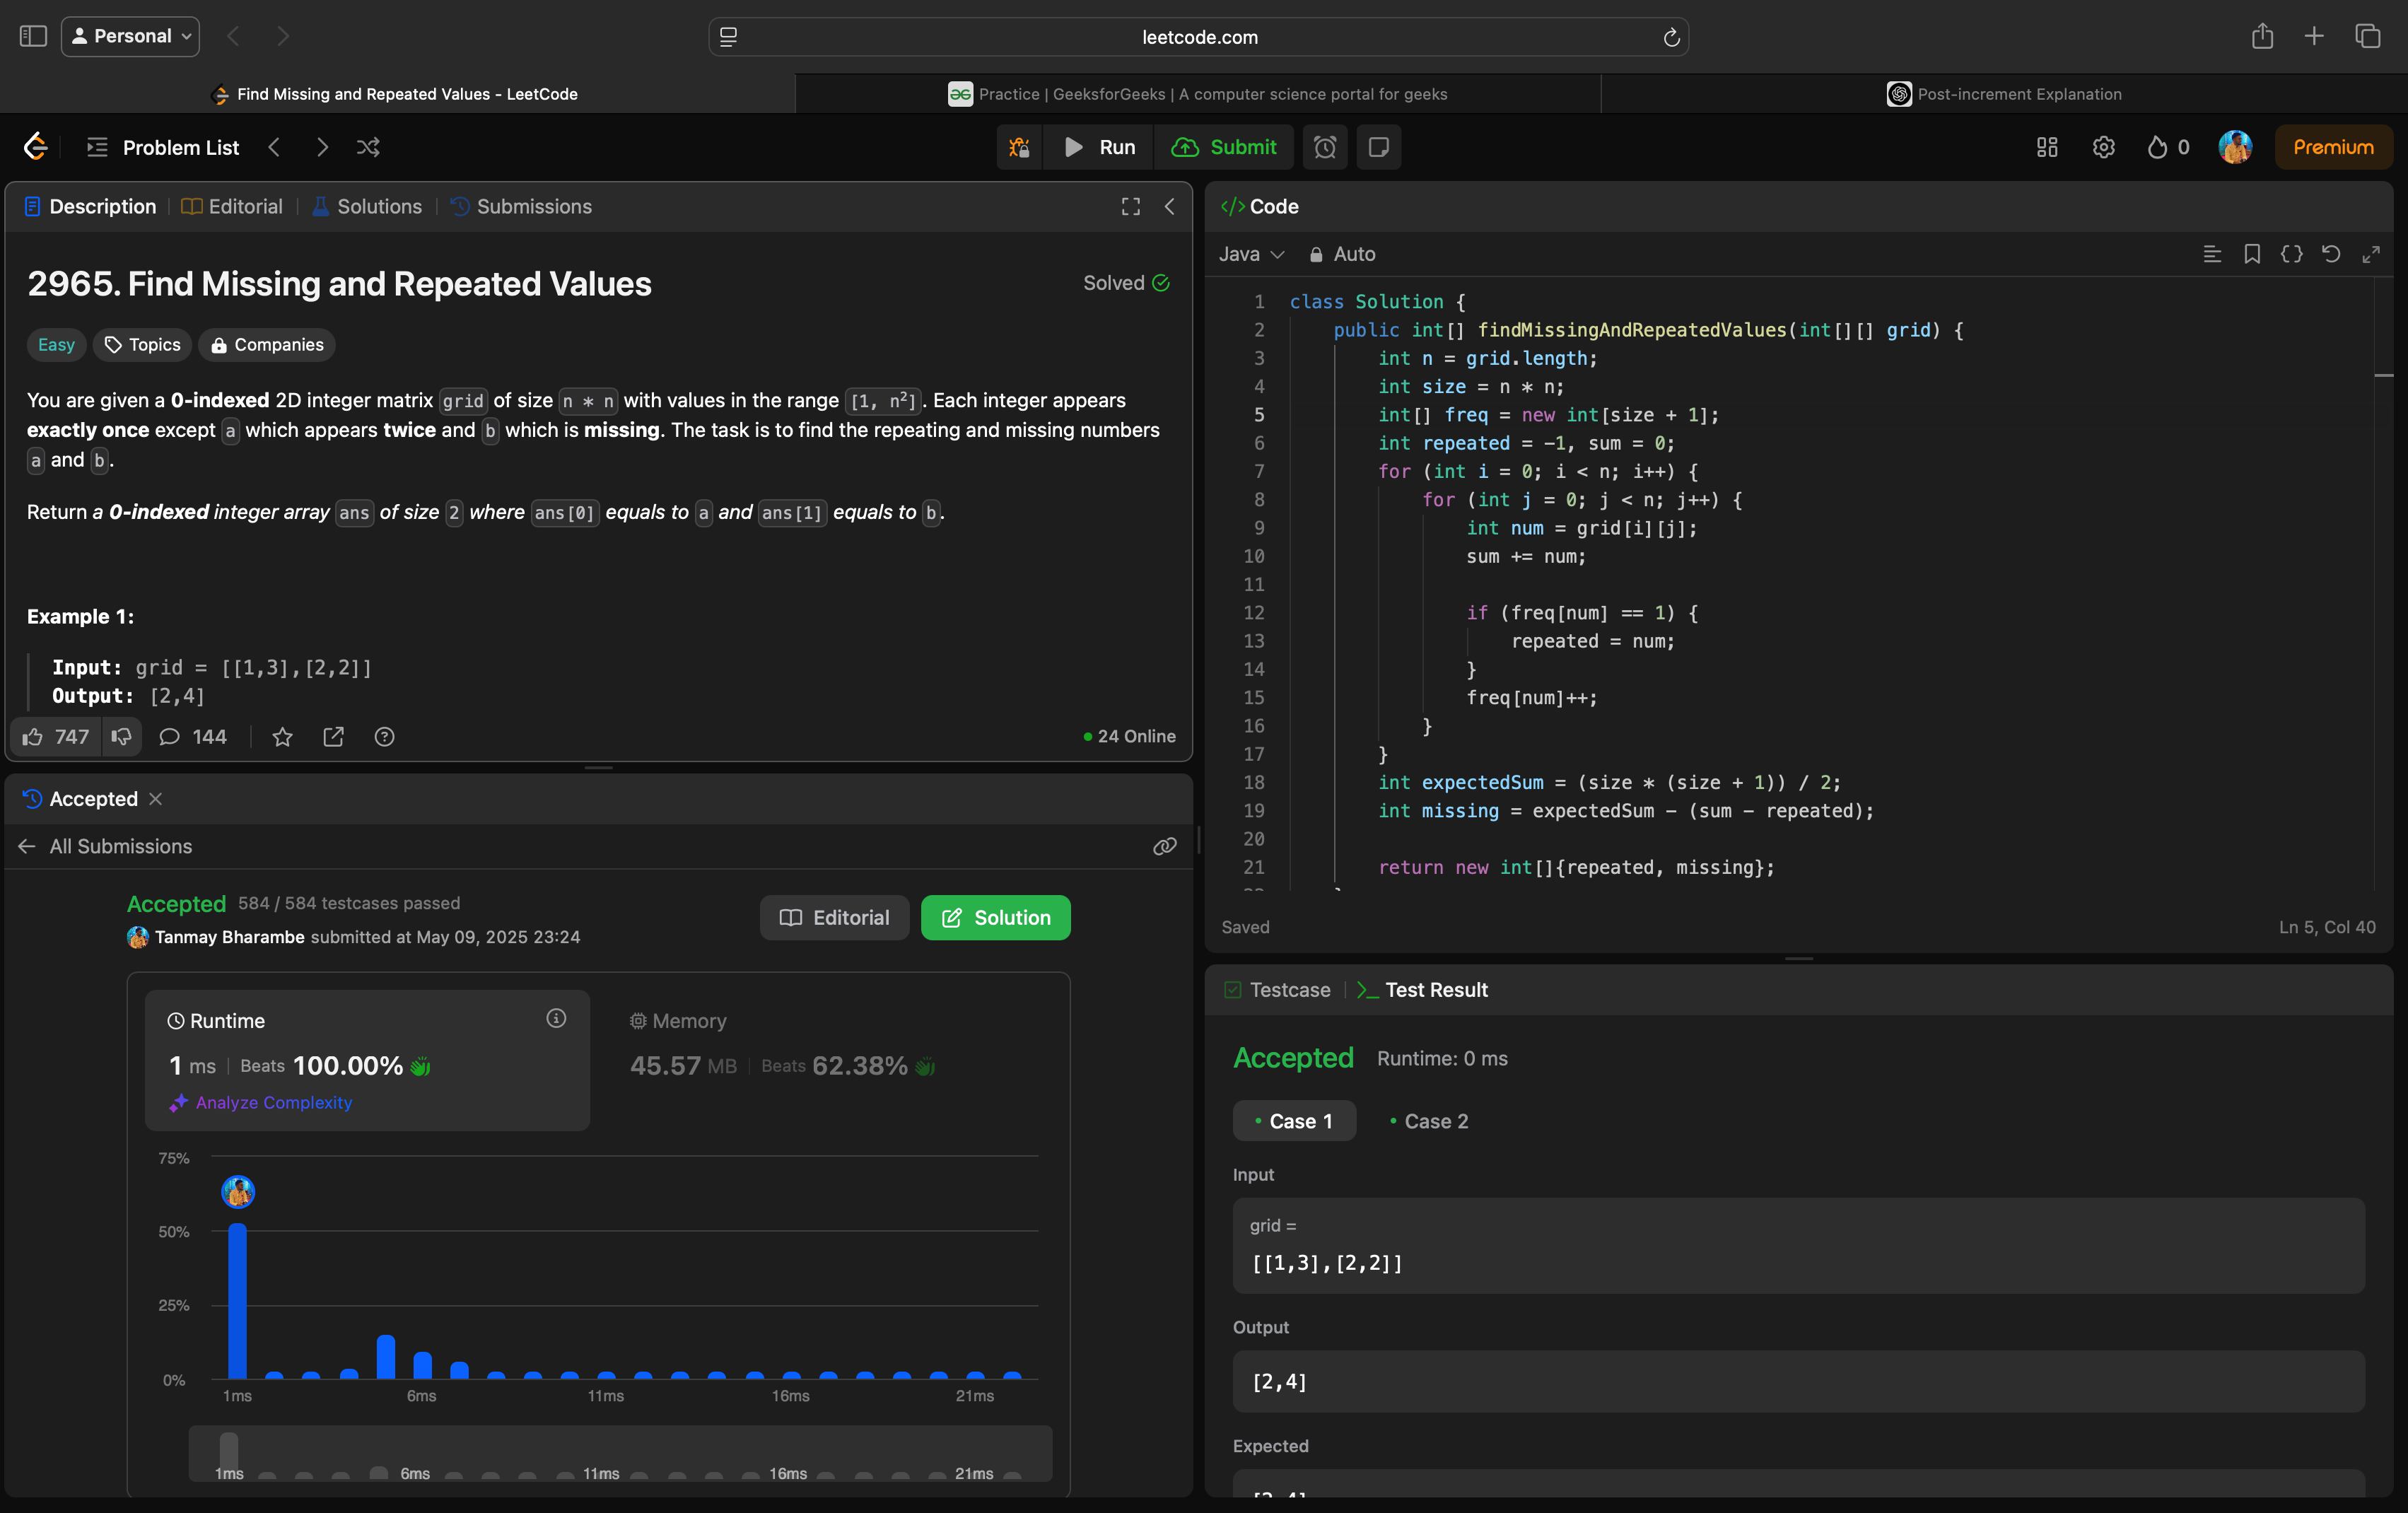 Personal
leetcode.com
Find Missing and Repeated Values - LeetCode
Practice | GeeksforGeeks | A computer science portal for geeks
Post-increment Explanation
Problem List
Run
Submit
0
Premium
Description
Editorial
Solutions
Submissions
2965. Find Missing and Repeated Values
Solved
Easy
Topics
Companies
You are given a 0-indexed 2D integer matrix grid of size n * n with values in the range [1, n²]. Each integer appears
exactly once except a which appears twice and b which is missing. The task is to find the repeating and missing numbers
a and b.
Return a 0-indexed integer array ans of size 2 where ans[0] equals to a and ans[1] equals to b.
Example 1:
Input: grid = [[1,3],[2,2]]
Output: [2,4]
747
144
24 Online
Accepted
All Submissions
Accepted 584 / 584 testcases passed
Tanmay Bharambe submitted at May 09, 2025 23:24
Editorial
Solution
Runtime
1 ms | Beats 100.00%
Analyze Complexity
Memory
45.57 MB | Beats 62.38%
75%
50%
25%
0%
1ms 6ms 11ms 16ms 21ms
1ms 6ms 11ms 16ms 21ms
Code
Java
Auto
1 class Solution {
2 public int[] findMissingAndRepeatedValues(int[][] grid) {
3 int n = grid.length;
4 int size = n * n;
5 int[] freq = new int[size + 1];
6 int repeated = -1, sum = 0;
7 for (int i = 0; i < n; i++) {
8 for (int j = 0; j < n; j++) {
9 int num = grid[i][j];
10 sum += num;
11
12 if (freq[num] == 1) {
13 repeated = num;
14 }
15 freq[num]++;
16 }
17 }
18 int expectedSum = (size * (size + 1)) / 2;
19 int missing = expectedSum - (sum - repeated);
20
21 return new int[]{repeated, missing};
Saved
Ln 5, Col 40
Testcase
Test Result
Accepted
Runtime: 0 ms
Case 1
Case 2
Input
grid =
[[1,3],[2,2]]
Output
[2,4]
Expected